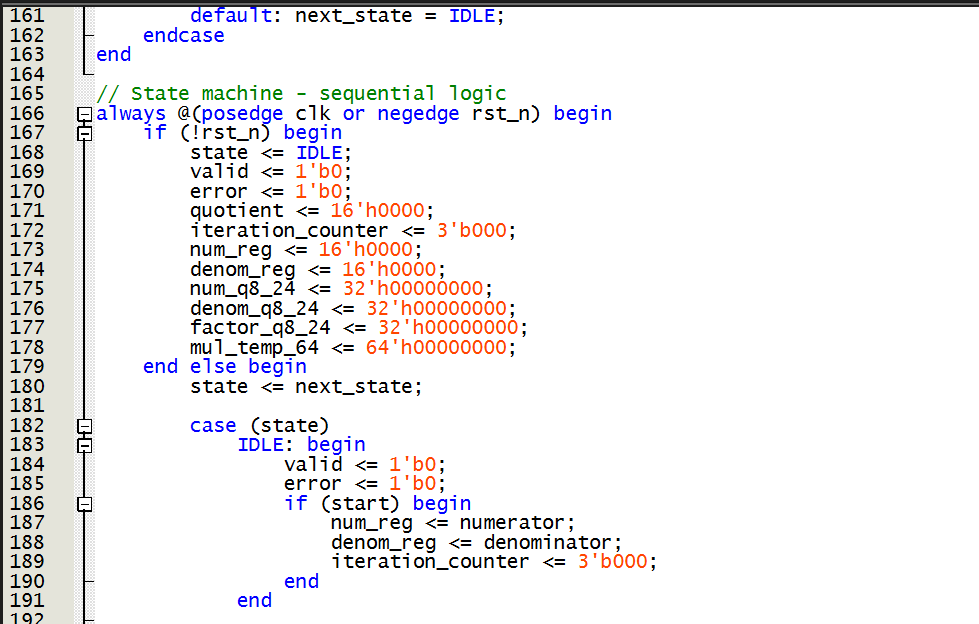 161         default: next_state = IDLE;
162     endcase
163 end
164
165 // State machine - sequential logic
166 always @(posedge clk or negedge rst_n) begin
167     if (!rst_n) begin
168         state <= IDLE;
169         valid <= 1'b0;
170         error <= 1'b0;
171         quotient <= 16'h0000;
172         iteration_counter <= 3'b000;
173         num_reg <= 16'h0000;
174         denom_reg <= 16'h0000;
175         num_q8_24 <= 32'h00000000;
176         denom_q8_24 <= 32'h00000000;
177         factor_q8_24 <= 32'h00000000;
178         mul_temp_64 <= 64'h00000000;
179     end else begin
180         state <= next_state;
181
182         case (state)
183             IDLE: begin
184                 valid <= 1'b0;
185                 error <= 1'b0;
186                 if (start) begin
187                     num_reg <= numerator;
188                     denom_reg <= denominator;
189                     iteration_counter <= 3'b000;
190                 end
191             end
192